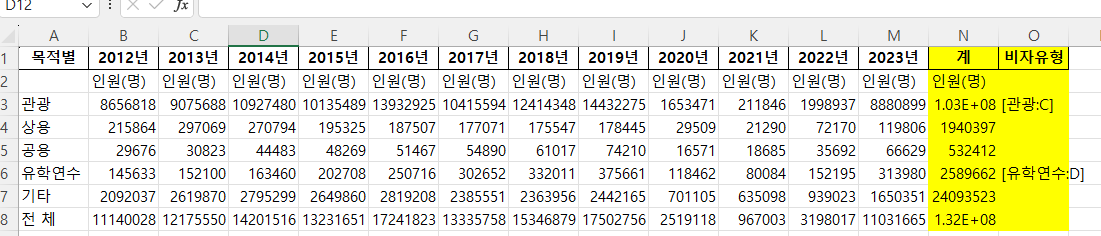 D12 fx
A B C D E F G H I J K L M N O
1 목적별 2012년 2013년 2014년 2015년 2016년 2017년 2018년 2019년 2020년 2021년 2022년 2023년 계 비자유형
2 인원(명) 인원(명) 인원(명) 인원(명) 인원(명) 인원(명) 인원(명) 인원(명) 인원(명) 인원(명) 인원(명) 인원(명) 인원(명)
3 관광 8656818 9075688 10927480 10135489 13932925 10415594 12414348 14432275 1653471 211846 1998937 8880899 1.03E+08 [관광:C]
4 상용 215864 297069 270794 195325 187507 177071 175547 178445 29509 21290 72170 119806 1940397
5 공용 29676 30823 44483 48269 51467 54890 61017 74210 16571 18685 35692 66629 532412
6 유학연수 145633 152100 163460 202708 250716 302652 332011 375661 118462 80084 152195 313980 2589662 [유학연수:D]
7 기타 2092037 2619870 2795299 2649860 2819208 2385551 2363956 2442165 701105 635098 939023 1650351 24093523
8 전 체 11140028 12175550 14201516 13231651 17241823 13335758 15346879 17502756 2519118 967003 3198017 11031665 1.32E+08